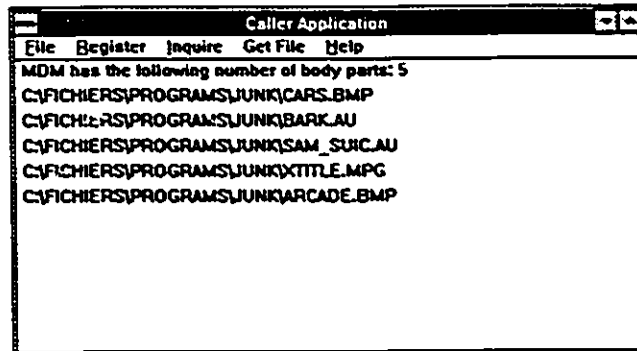 Caller Application
File Register Inquire Get File Help
MDM has the following number of body parts: 5
C:\FICHIERS\PROGRAMS\JUNK\CARS.BMP
C:\FICHIERS\PROGRAMS\JUNK\BARK.AU
C:\FICHIERS\PROGRAMS\JUNK\SAM_SUIC.AU
C:\FICHIERS\PROGRAMS\JUNK\XTITLE.MPG
C:\FICHIERS\PROGRAMS\JUNK\ARCADE.BMP